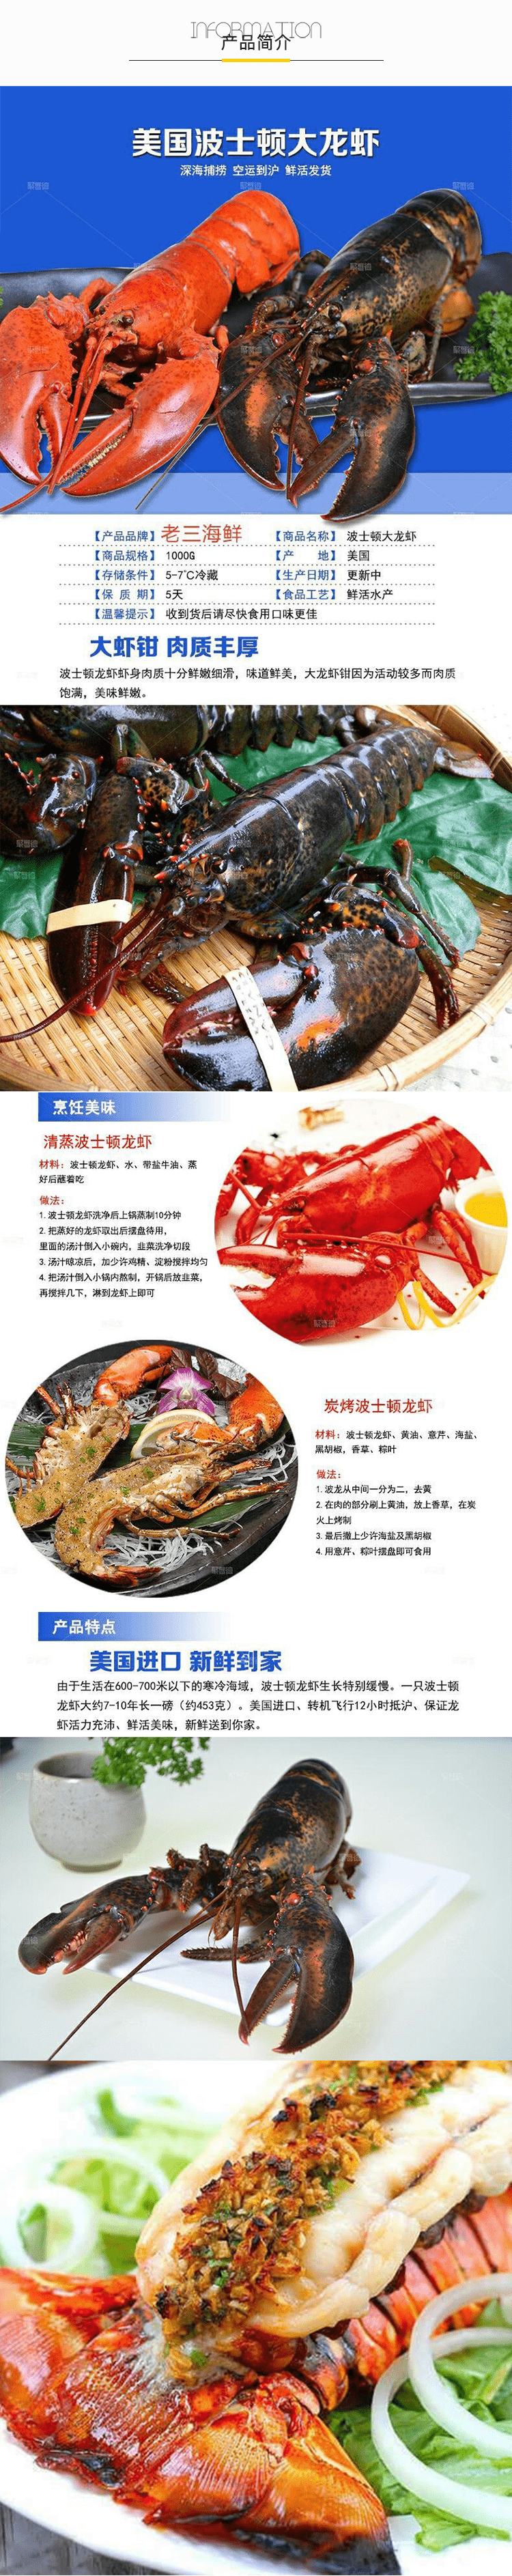 INFORMATION
产品简介
美国波士顿大龙虾
深海捕捞 空运到沪 鲜活发货
【产品品牌】老三海鲜 【商品名称】 波士顿大龙虾
【商品规格】 1000G 【产 地】 美国
【存储条件】 5-7℃冷藏 【生产日期】 更新中
【保 质 期】 5天 【食品工艺】 鲜活水产
【温馨提示】 收到货后请尽快食用口味更佳
大虾钳 肉质丰厚
波士顿龙虾虾身肉质十分鲜嫩细滑，味道鲜美，大龙虾钳因为活动较多而肉质
饱满，美味鲜嫩。
烹饪美味
清蒸波士顿龙虾
材料：波士顿龙虾、水、带盐牛油、蒸
好后蘸着吃
做法：
1. 波士顿龙虾洗净后上锅蒸制10分钟
2. 把蒸好的龙虾取出后摆盘待用，
里面的汤汁倒入小碗内，韭菜洗净切段
3. 汤汁晾凉后，加少许鸡精、淀粉搅拌均匀
4. 把汤汁倒入小锅内熬制，开锅后放韭菜，
再搅拌几下，淋到龙虾上即可
炭烤波士顿龙虾
材料：波士顿龙虾、黄油、意芹、海盐、
黑胡椒，香草、粽叶
做法：
1. 波龙从中间一分为二，去黄
2. 在肉的部分刷上黄油，放上香草，在炭
火上烤制
3. 最后撒上少许海盐及黑胡椒
4. 用意芹、粽叶摆盘即可食用
产品特点
美国进口 新鲜到家
由于生活在600-700米以下的寒冷海域，波士顿龙虾生长特别缓慢。一只波士顿
龙虾大约7-10年长一磅（约453克）。美国进口、转机飞行12小时抵沪、保证龙
虾活力充沛、鲜活美味，新鲜送到你家。